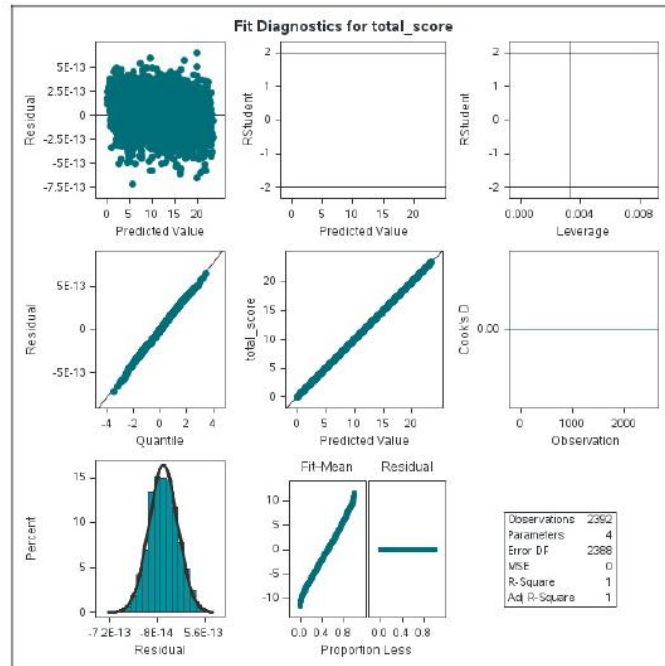 Fit Diagnostics for total_score
Residual
5E-13
2.5E-13
0
-2.5E-13
-5E-13
-7.5E-13
0 5 10 15 20
Predicted Value
RStudent
2
1
0
-1
-2
0 5 10 15 20
Predicted Value
RStudent
2
1
0
-1
-2
0.000 0.004 0.008
Leverage
Residual
5E-13
0
-5E-13
-4 -2 0 2 4
Quantile
total_score
20
15
10
5
0
0 5 10 15 20
Predicted Value
Cook's D
0.00
0 1000 2000
Observation
Percent
15
10
5
0
-7.2E-13 -8E-14 5.6E-13
Residual
Fit–Mean Residual
10
5
0
-5
-10
0.0 0.4 0.8 0.0 0.4 0.8
Proportion Less
Observations 2392
Parameters 4
Error DF 2388
MSE 0
R-Square 1
Adj R-Square 1